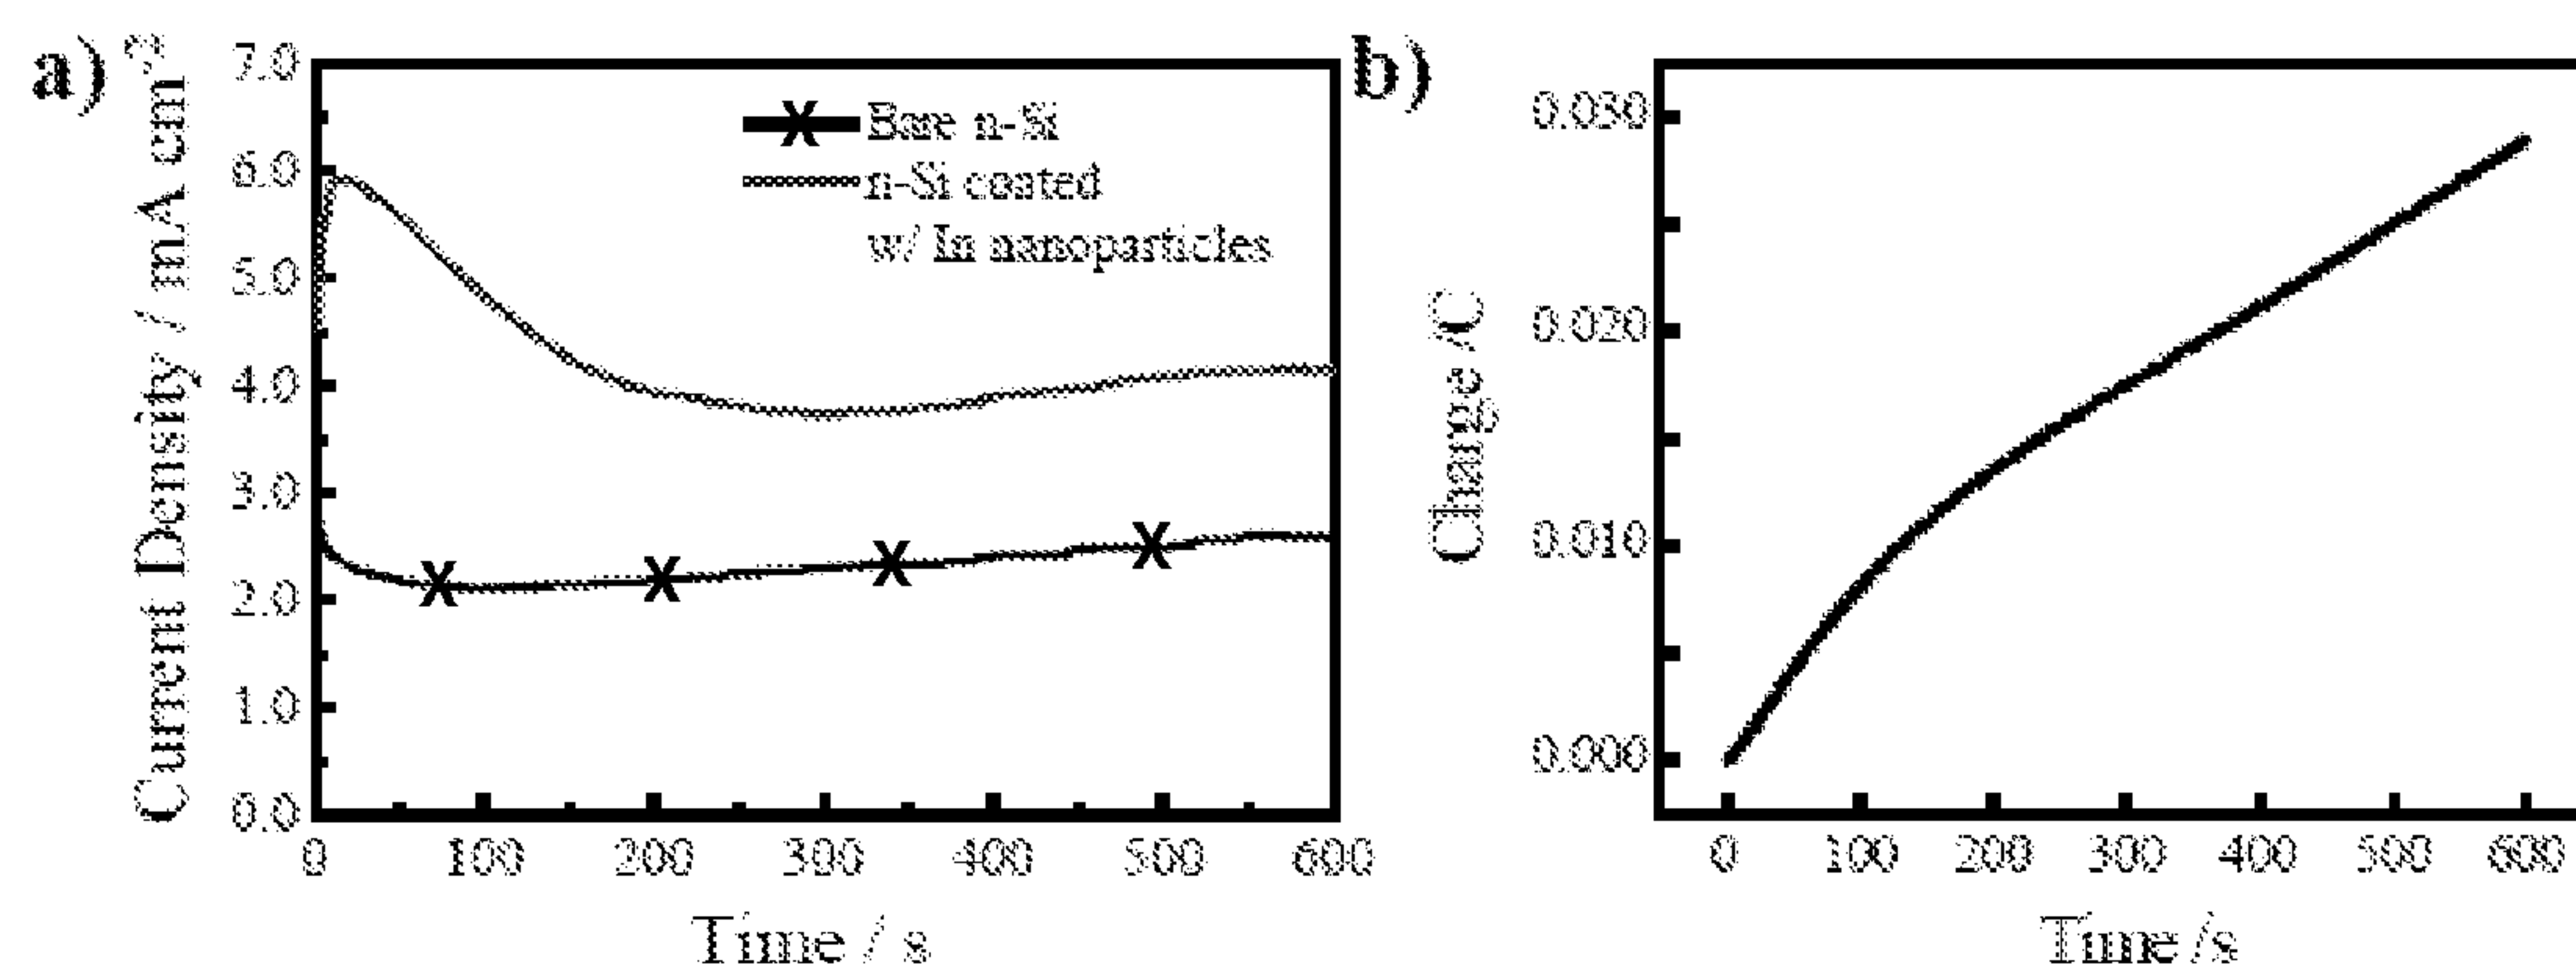 a)
Current Density / mA cm⁻²
7.0
6.0
5.0
4.0
3.0
2.0
1.0
0.0
Bare n-Si
n-Si coated
w/ In nanoparticles
0 100 200 300 400 500 600
Time / s
b)
Charge /C
0.030
0.020
0.010
0.000
0 100 200 300 400 500 600
Time /s